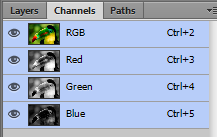 Layers Channels Paths
RGB Ctrl+2
Red Ctrl+3
Green Ctrl+4
Blue Ctrl+5